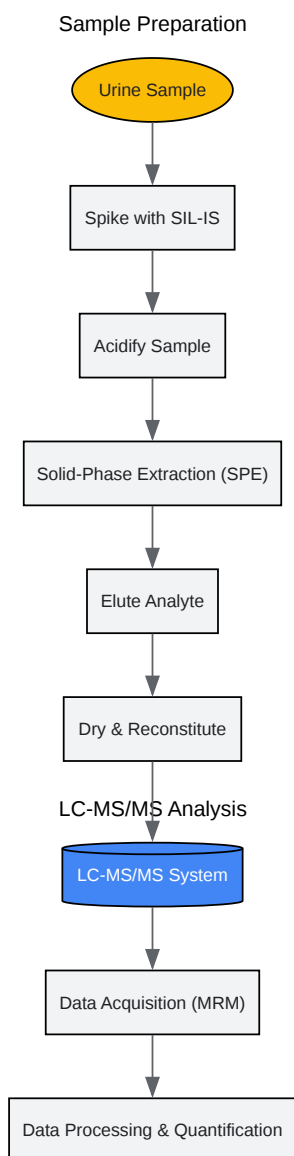 Sample Preparation
Urine Sample
Spike with SIL-IS
Acidify Sample
Solid-Phase Extraction (SPE)
Elute Analyte
Dry & Reconstitute
LC-MS/MS Analysis
LC-MS/MS System
Data Acquisition (MRM)
Data Processing & Quantification